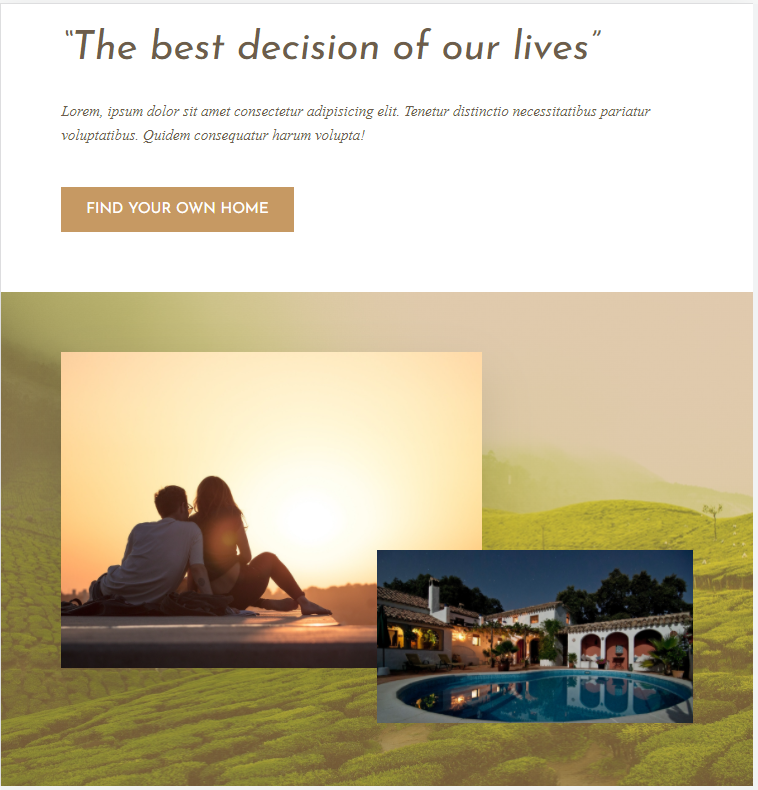 “The best decision of our lives”
Lorem, ipsum dolor sit amet consectetur adipisicing elit. Tenetur distinctio necessitatibus pariatur
voluptatibus. Quidem consequatur harum volupta!
FIND YOUR OWN HOME